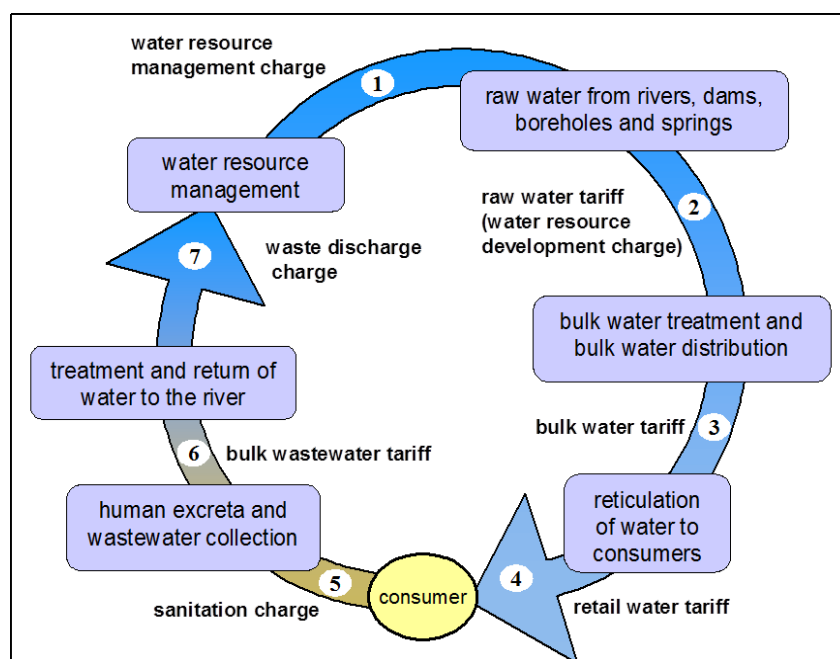 water resource
management charge
1
raw water from rivers, dams,
boreholes and springs
water resource
management
raw water tariff
(water resource
development charge)
2
waste discharge
charge
7
bulk water treatment and
bulk water distribution
treatment and return of
water to the river
bulk water tariff
3
6
bulk wastewater tariff
reticulation
of water to
consumers
human excreta and
wastewater collection
4
5
consumer
sanitation charge
retail water tariff